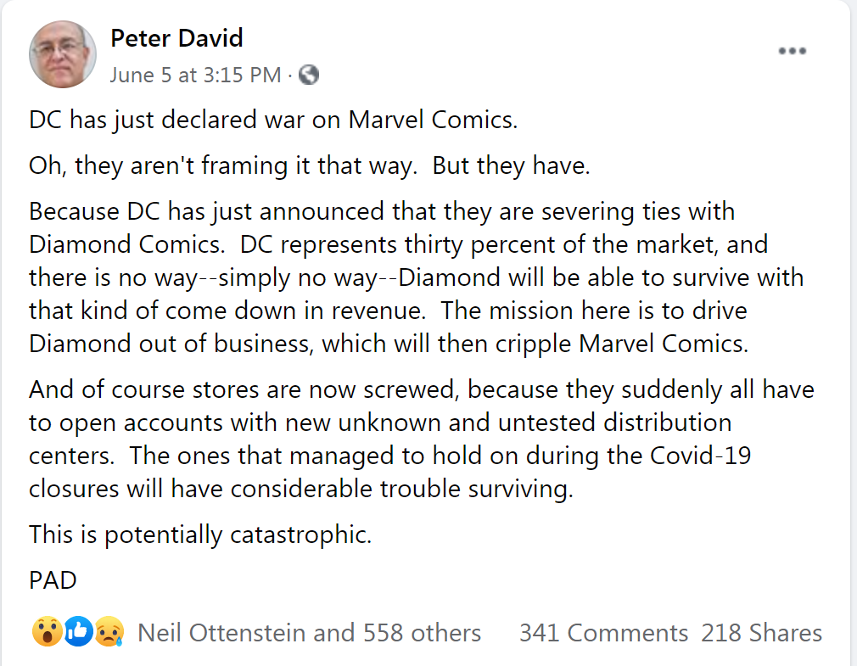 Peter David
June 5 at 3:15 PM ·
DC has just declared war on Marvel Comics.
Oh, they aren't framing it that way.  But they have.
Because DC has just announced that they are severing ties with
Diamond Comics.  DC represents thirty percent of the market, and
there is no way--simply no way--Diamond will be able to survive with
that kind of come down in revenue.  The mission here is to drive
Diamond out of business, which will then cripple Marvel Comics.
And of course stores are now screwed, because they suddenly all have
to open accounts with new unknown and untested distribution
centers.  The ones that managed to hold on during the Covid-19
closures will have considerable trouble surviving.
This is potentially catastrophic.
PAD
Neil Ottenstein and 558 others 341 Comments 218 Shares